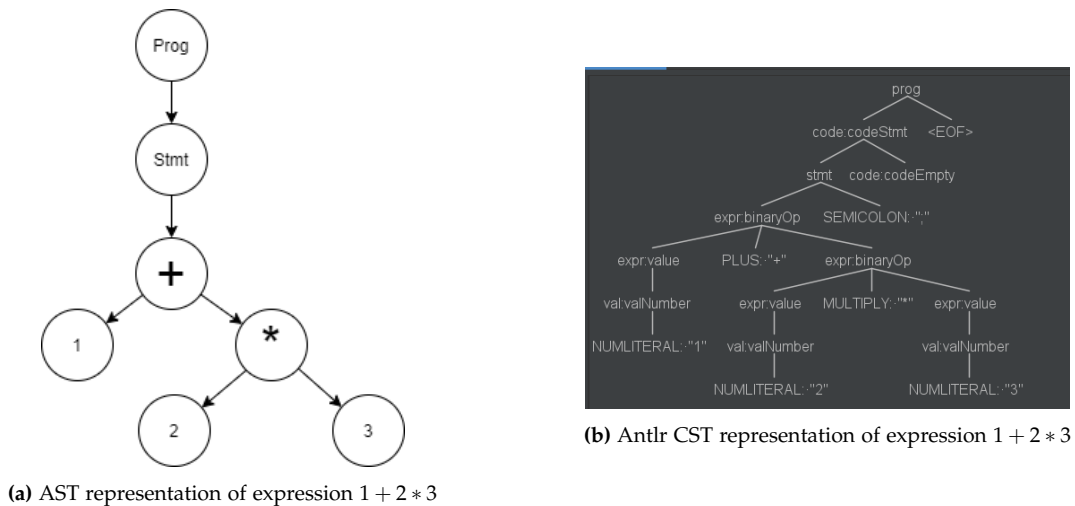 Prog
Stmt
+
1
*
2
3
(a) AST representation of expression 1 + 2 * 3
prog
code:codeStmt <EOF>
stmt code:codeEmpty
expr:binaryOp SEMICOLON:·";"
expr:value PLUS:·"+" expr:binaryOp
val:valNumber expr:value MULTIPLY:·"*" expr:value
NUMLITERAL:·"1" val:valNumber val:valNumber
NUMLITERAL:·"2" NUMLITERAL:·"3"
(b) Antlr CST representation of expression 1 + 2 * 3